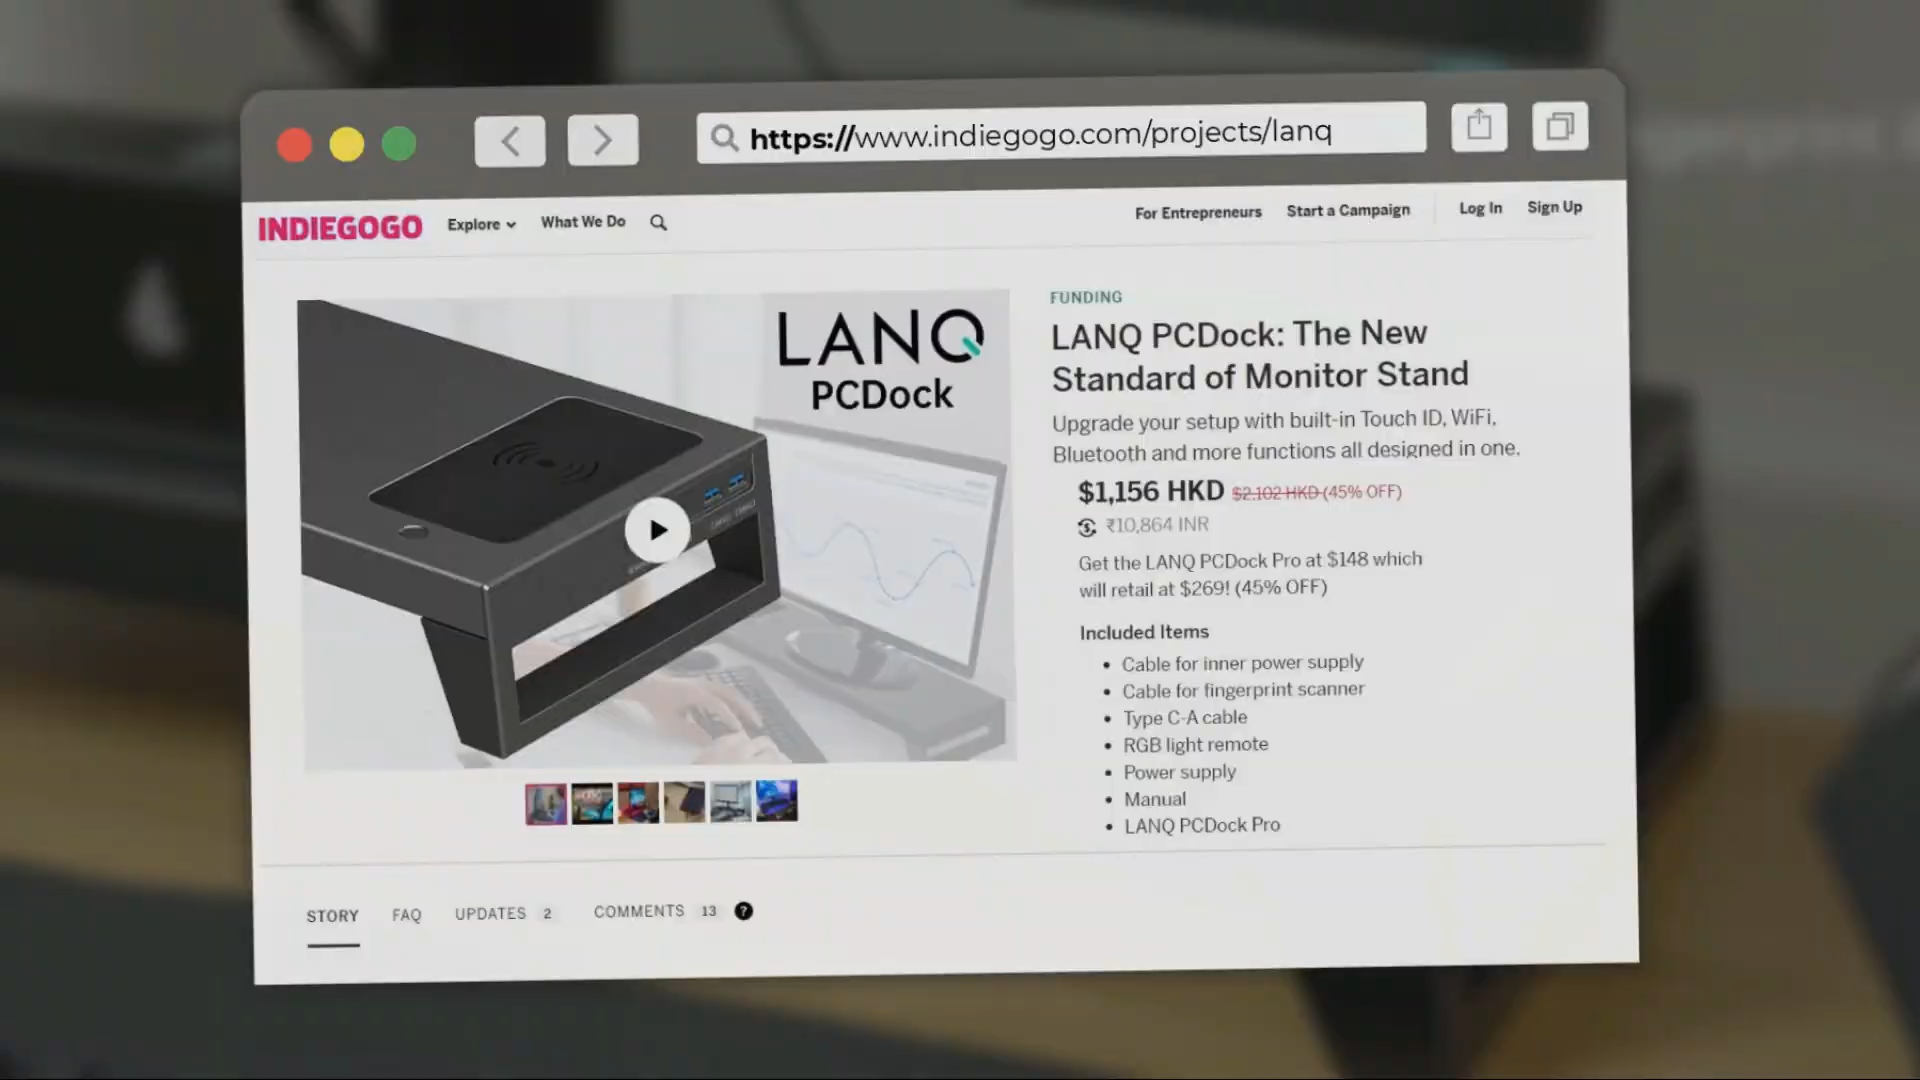 https://www.indiegogo.com/projects/lanq
INDIEGOGO
Explore
What We Do
For Entrepreneurs
Start a Campaign
Log In
Sign Up
LANQ
PCDock
FUNDING
LANQ PCDock: The New
Standard of Monitor Stand
Upgrade your setup with built-in Touch ID, WiFi,
Bluetooth and more functions all designed in one.
$1,156 HKD $2,102 HKD (45% OFF)
₹10,864 INR
Get the LANQ PCDock Pro at $148 which
will retail at $269! (45% OFF)
Included Items
• Cable for inner power supply
• Cable for fingerprint scanner
• Type C-A cable
• RGB light remote
• Power supply
• Manual
• LANQ PCDock Pro
STORY
FAQ
UPDATES 2
COMMENTS 13 ?